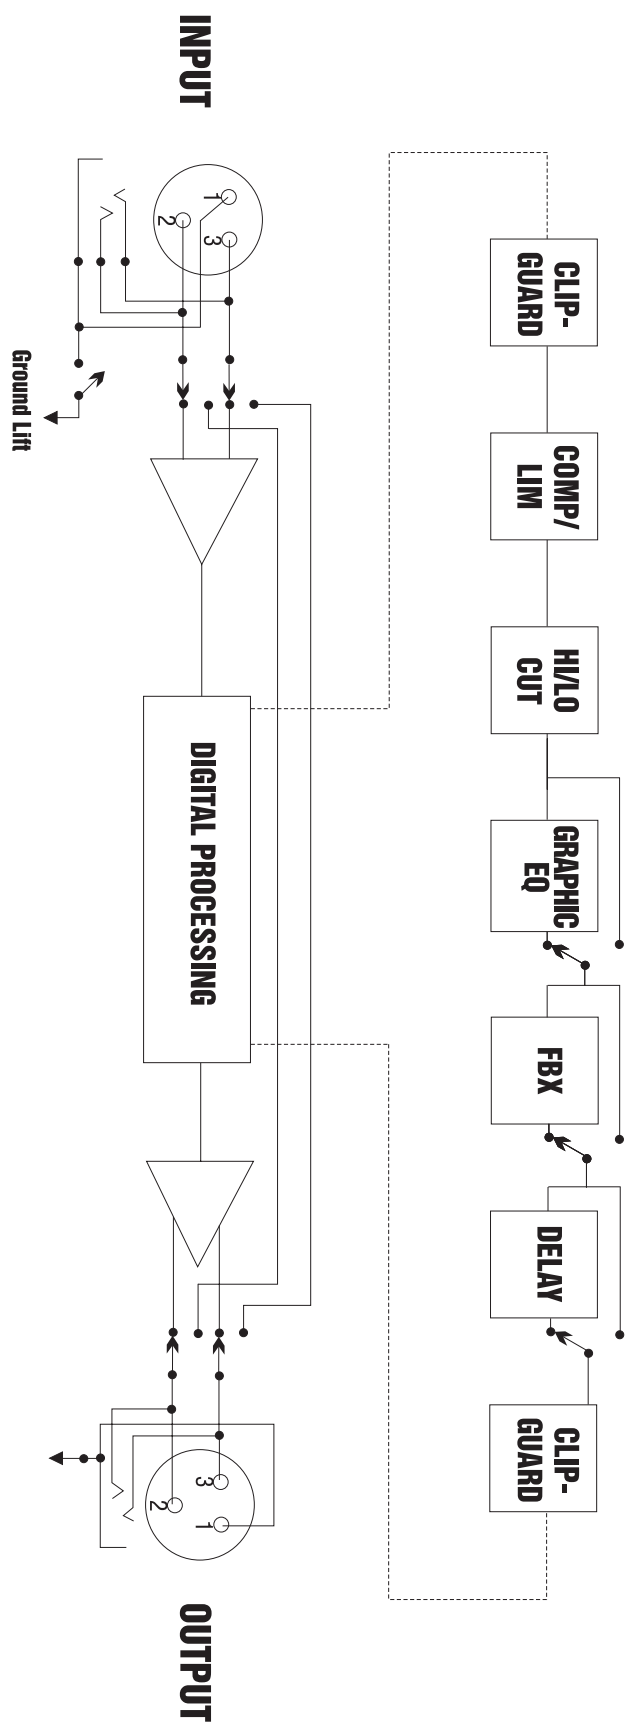 CLIP-
GUARD
COMP/
LIM
HI/LO
CUT
GRAPHIC
EQ
FBX
DELAY
CLIP-
GUARD
INPUT
1
2
3
Ground Lift
DIGITAL PROCESSING
3
2
1
OUTPUT